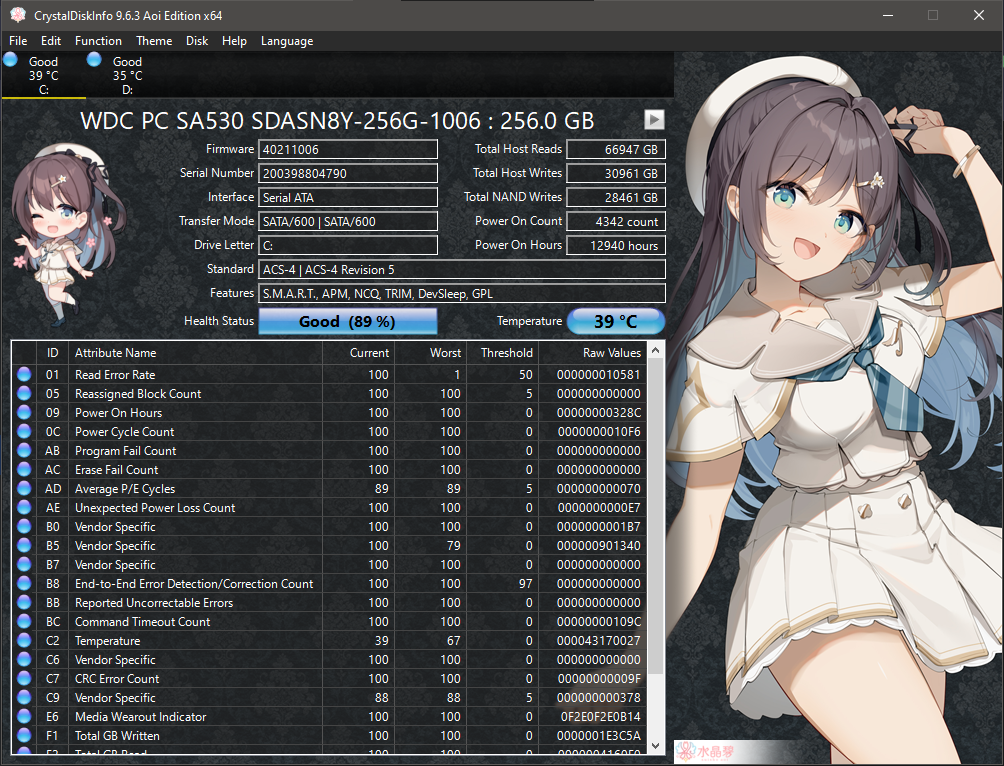 CrystalDiskInfo 9.6.3 Aoi Edition x64
File Edit Function Theme Disk Help Language
Good Good
39 °C 35 °C
C: D:
WDC PC SA530 SDASN8Y-256G-1006 : 256.0 GB
Firmware 40211006 Total Host Reads 66947 GB
Serial Number 200398804790 Total Host Writes 30961 GB
Interface Serial ATA Total NAND Writes 28461 GB
Transfer Mode SATA/600 | SATA/600 Power On Count 4342 count
Drive Letter C: Power On Hours 12940 hours
Standard ACS-4 | ACS-4 Revision 5
Features S.M.A.R.T., APM, NCQ, TRIM, DevSleep, GPL
Health Status Good (89 %) Temperature 39 °C
ID Attribute Name Current Worst Threshold Raw Values
01 Read Error Rate 100 1 50 000000010581
05 Reassigned Block Count 100 100 5 000000000000
09 Power On Hours 100 100 0 00000000328C
0C Power Cycle Count 100 100 0 0000000010F6
AB Program Fail Count 100 100 0 000000000000
AC Erase Fail Count 100 100 0 000000000000
AD Average P/E Cycles 89 89 5 000000000070
AE Unexpected Power Loss Count 100 100 0 0000000000E7
B0 Vendor Specific 100 100 0 0000000001B7
B5 Vendor Specific 100 79 0 000000901340
B7 Vendor Specific 100 100 0 000000000000
B8 End-to-End Error Detection/Correction Count 100 100 97 000000000000
BB Reported Uncorrectable Errors 100 100 0 000000000000
BC Command Timeout Count 100 100 0 00000000109C
C2 Temperature 39 67 0 000043170027
C6 Vendor Specific 100 100 0 000000000000
C7 CRC Error Count 100 100 0 00000000009F
C9 Vendor Specific 88 88 5 000000000378
E6 Media Wearout Indicator 100 100 0 0F2E0F2E0B14
F1 Total GB Written 100 100 0 0000001E3C5A
F2 Total GB Read 100 100 0
水晶碧